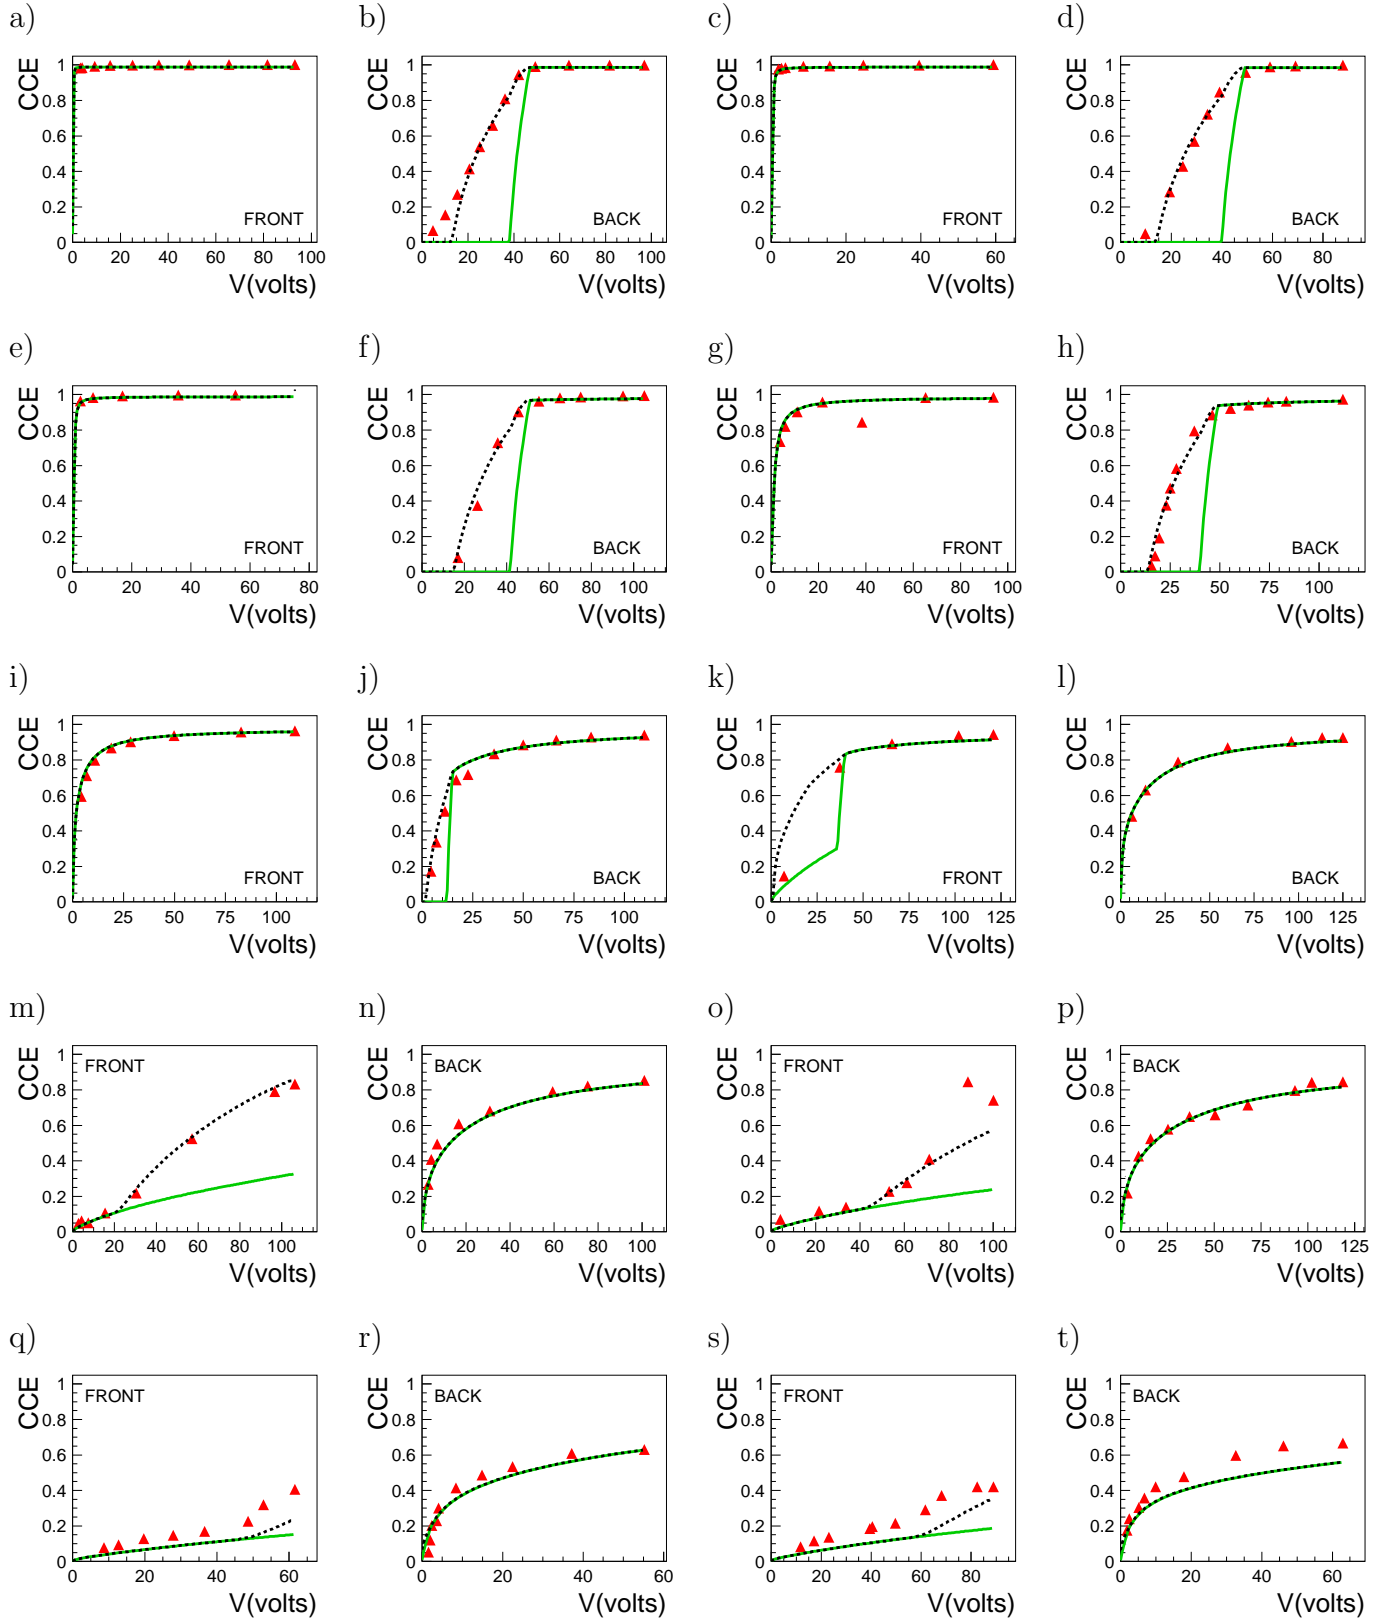 a) b) c) d)
CCE 1 0.8 0.6 0.4 0.2 0 FRONT 0 20 40 60 80 100 V(volts)
CCE 1 0.8 0.6 0.4 0.2 0 BACK 0 20 40 60 80 100 V(volts)
CCE 1 0.8 0.6 0.4 0.2 0 FRONT 0 20 40 60 V(volts)
CCE 1 0.8 0.6 0.4 0.2 0 BACK 0 20 40 60 80 V(volts)
e) f) g) h)
CCE 1 0.8 0.6 0.4 0.2 0 FRONT 0 20 40 60 80 V(volts)
CCE 1 0.8 0.6 0.4 0.2 0 BACK 0 20 40 60 80 100 V(volts)
CCE 1 0.8 0.6 0.4 0.2 0 FRONT 0 20 40 60 80 100 V(volts)
CCE 1 0.8 0.6 0.4 0.2 0 BACK 0 25 50 75 100 V(volts)
i) j) k) l)
CCE 1 0.8 0.6 0.4 0.2 0 FRONT 0 25 50 75 100 V(volts)
CCE 1 0.8 0.6 0.4 0.2 0 BACK 0 25 50 75 100 V(volts)
CCE 1 0.8 0.6 0.4 0.2 0 FRONT 0 25 50 75 100 125 V(volts)
CCE 1 0.8 0.6 0.4 0.2 0 BACK 0 25 50 75 100 125 V(volts)
m) n) o) p)
CCE 1 0.8 0.6 0.4 0.2 0 FRONT 0 20 40 60 80 100 V(volts)
CCE 1 0.8 0.6 0.4 0.2 0 BACK 0 20 40 60 80 100 V(volts)
CCE 1 0.8 0.6 0.4 0.2 0 FRONT 0 20 40 60 80 100 V(volts)
CCE 1 0.8 0.6 0.4 0.2 0 BACK 0 25 50 75 100 125 V(volts)
q) r) s) t)
CCE 1 0.8 0.6 0.4 0.2 0 FRONT 0 20 40 60 V(volts)
CCE 1 0.8 0.6 0.4 0.2 0 BACK 0 20 40 60 V(volts)
CCE 1 0.8 0.6 0.4 0.2 0 FRONT 0 20 40 60 80 V(volts)
CCE 1 0.8 0.6 0.4 0.2 0 BACK 0 20 40 60 V(volts)